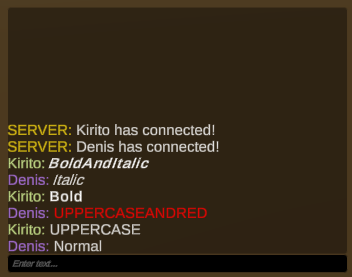 SERVER: Kirito has connected!
SERVER: Denis has connected!
Kirito: BoldAndItalic
Denis: Italic
Kirito: Bold
Denis: UPPERCASEANDRED
Kirito: UPPERCASE
Denis: Normal
Enter text...